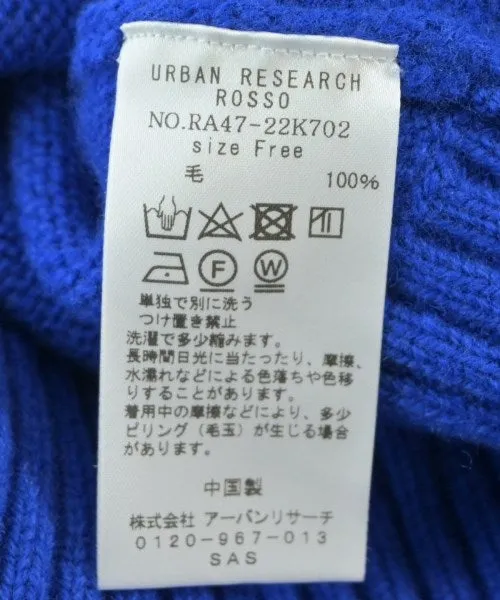 URBAN RESEARCH
ROSSO
NO.RA47-22K702
size Free
毛 100%
F W
単独で別に洗う
つけ置き禁止
洗濯で多少縮みます。
長時間日光に当たったり、摩擦、
水濡れなどによる色落ちや色移
りすることがあります。
着用中の摩擦などにより、多少
ピリング(毛玉)が生じる場合
があります。
中国製
株式会社 アーバンリサーチ
0120-967-013
SAS